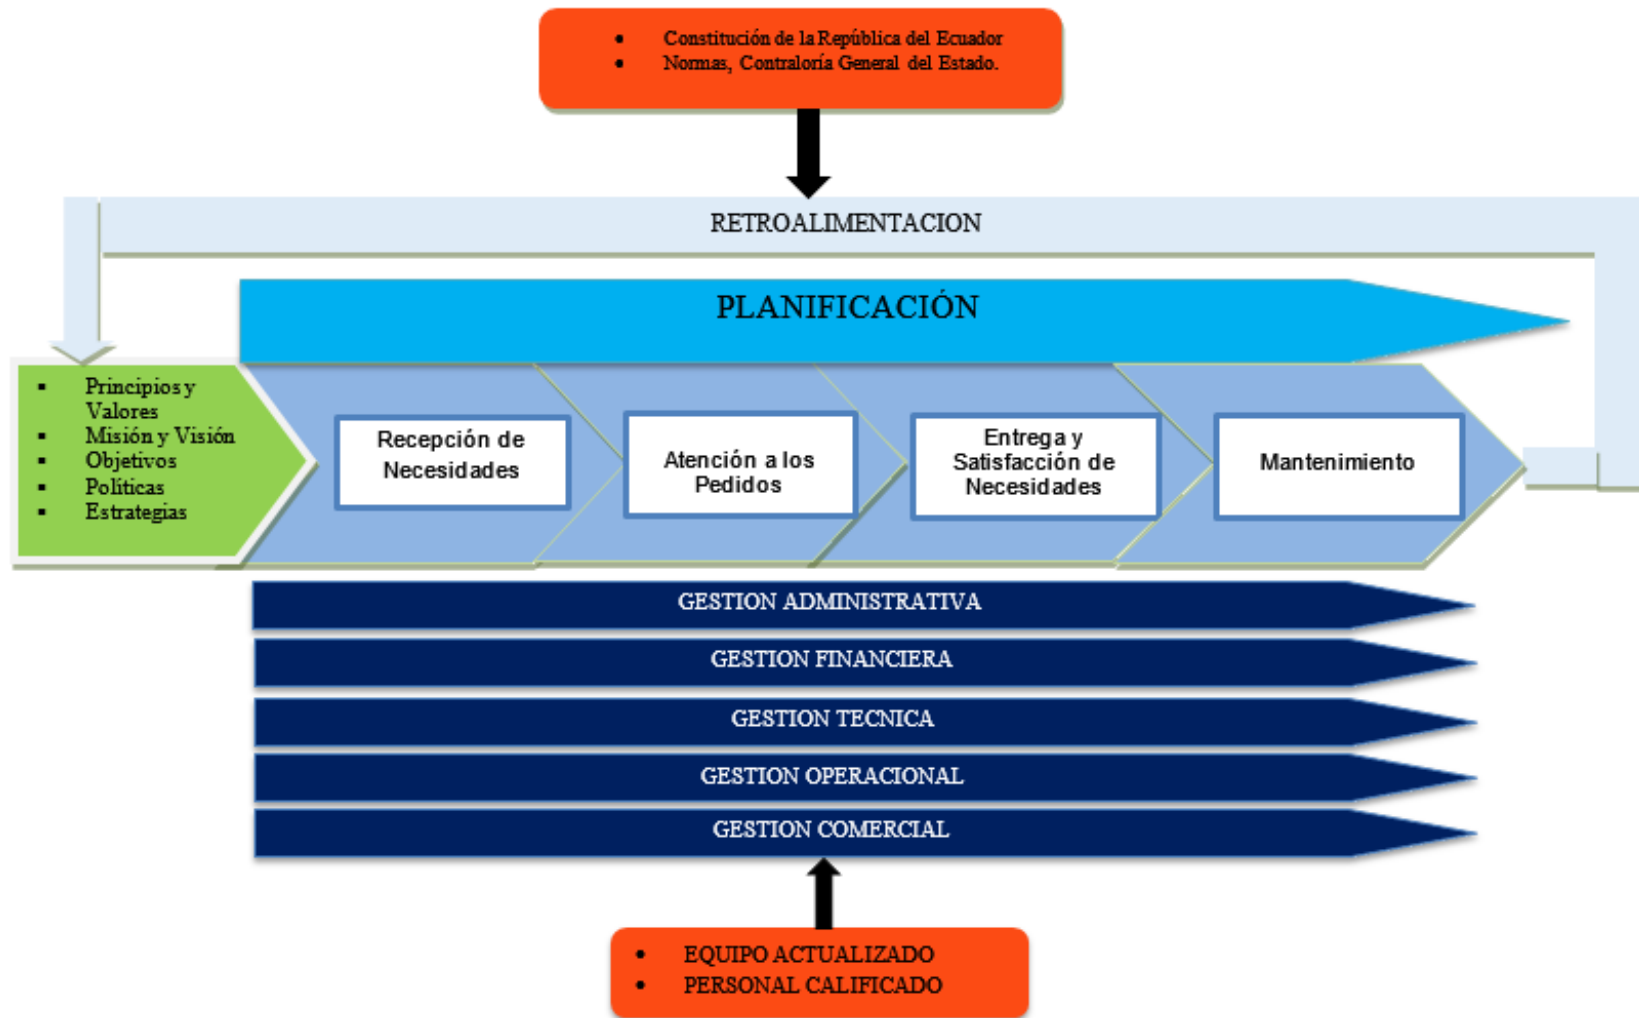 • Constitución de la República del Ecuador
• Normas, Contraloría General del Estado.
RETROALIMENTACION
PLANIFICACIÓN
▪ Principios y
Valores
▪ Misión y Visión
▪ Objetivos
▪ Políticas
▪ Estrategias
Recepción de
Necesidades
Atención a los
Pedidos
Entrega y
Satisfacción de
Necesidades
Mantenimiento
GESTION ADMINISTRATIVA
GESTION FINANCIERA
GESTION TECNICA
GESTION OPERACIONAL
GESTION COMERCIAL
• EQUIPO ACTUALIZADO
• PERSONAL CALIFICADO